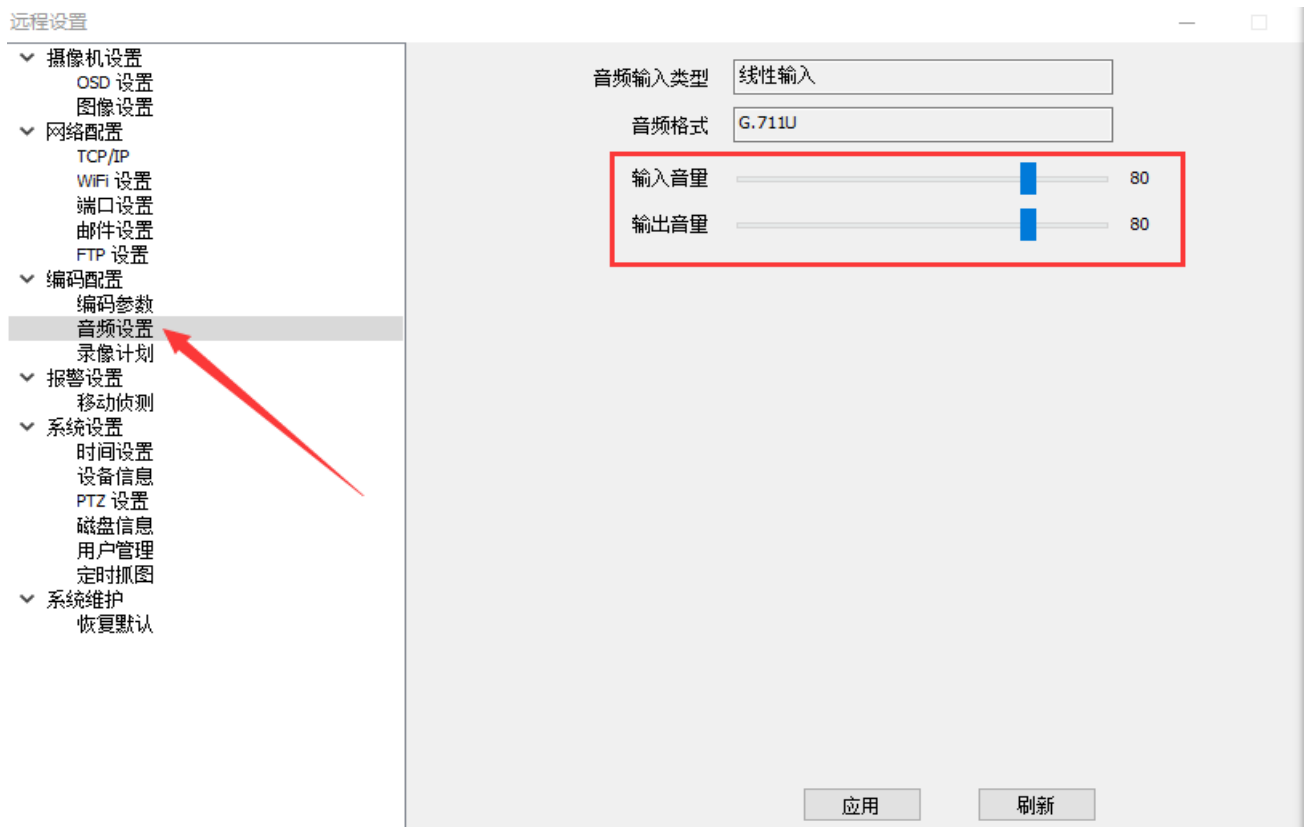 远程设置
摄像机设置
OSD 设置
图像设置
网络配置
TCP/IP
WiFi 设置
端口设置
邮件设置
FTP 设置
编码配置
编码参数
音频设置
录像计划
报警设置
移动侦测
系统设置
时间设置
设备信息
PTZ 设置
磁盘信息
用户管理
定时抓图
系统维护
恢复默认
音频输入类型 线性输入
音频格式 G.711U
输入音量 80
输出音量 80
应用 刷新